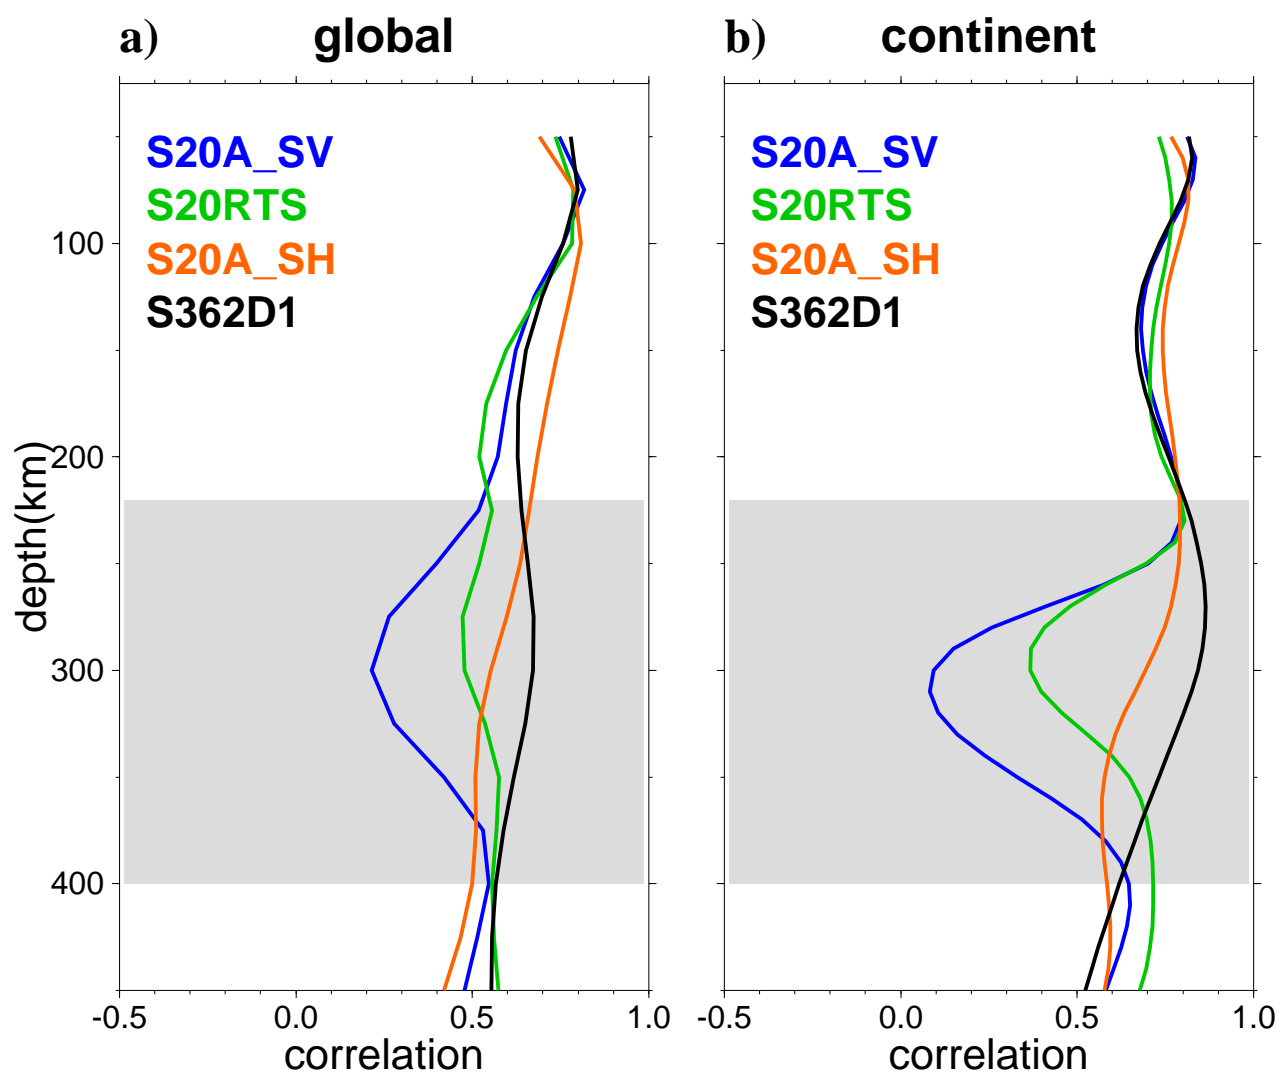 a) global
S20A_SV
S20RTS
S20A_SH
S362D1
100
200
300
400
depth(km)
-0.5 0.0 0.5 1.0
correlation
b) continent
S20A_SV
S20RTS
S20A_SH
S362D1
-0.5 0.0 0.5 1.0
correlation